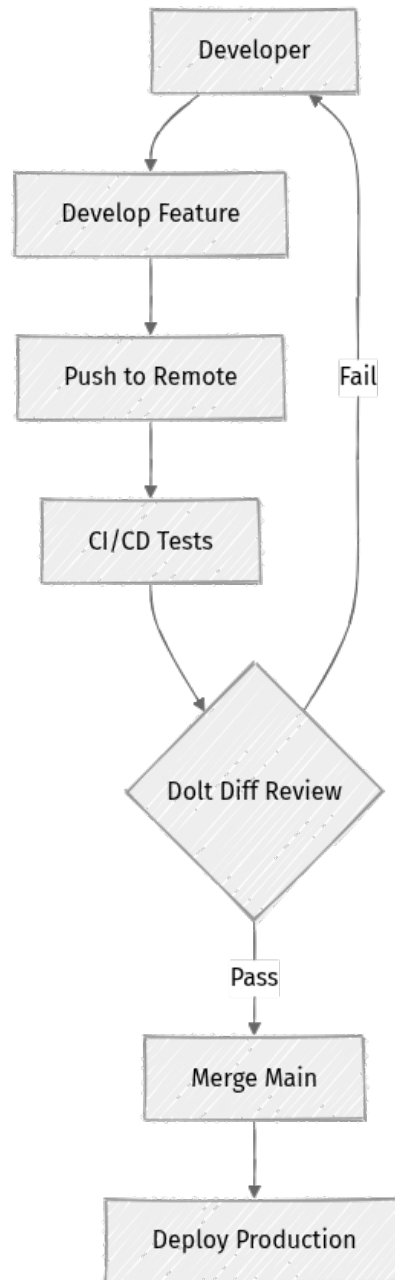 Developer
Develop Feature
Push to Remote
Fail
CI/CD Tests
Dolt Diff Review
Pass
Merge Main
Deploy Production